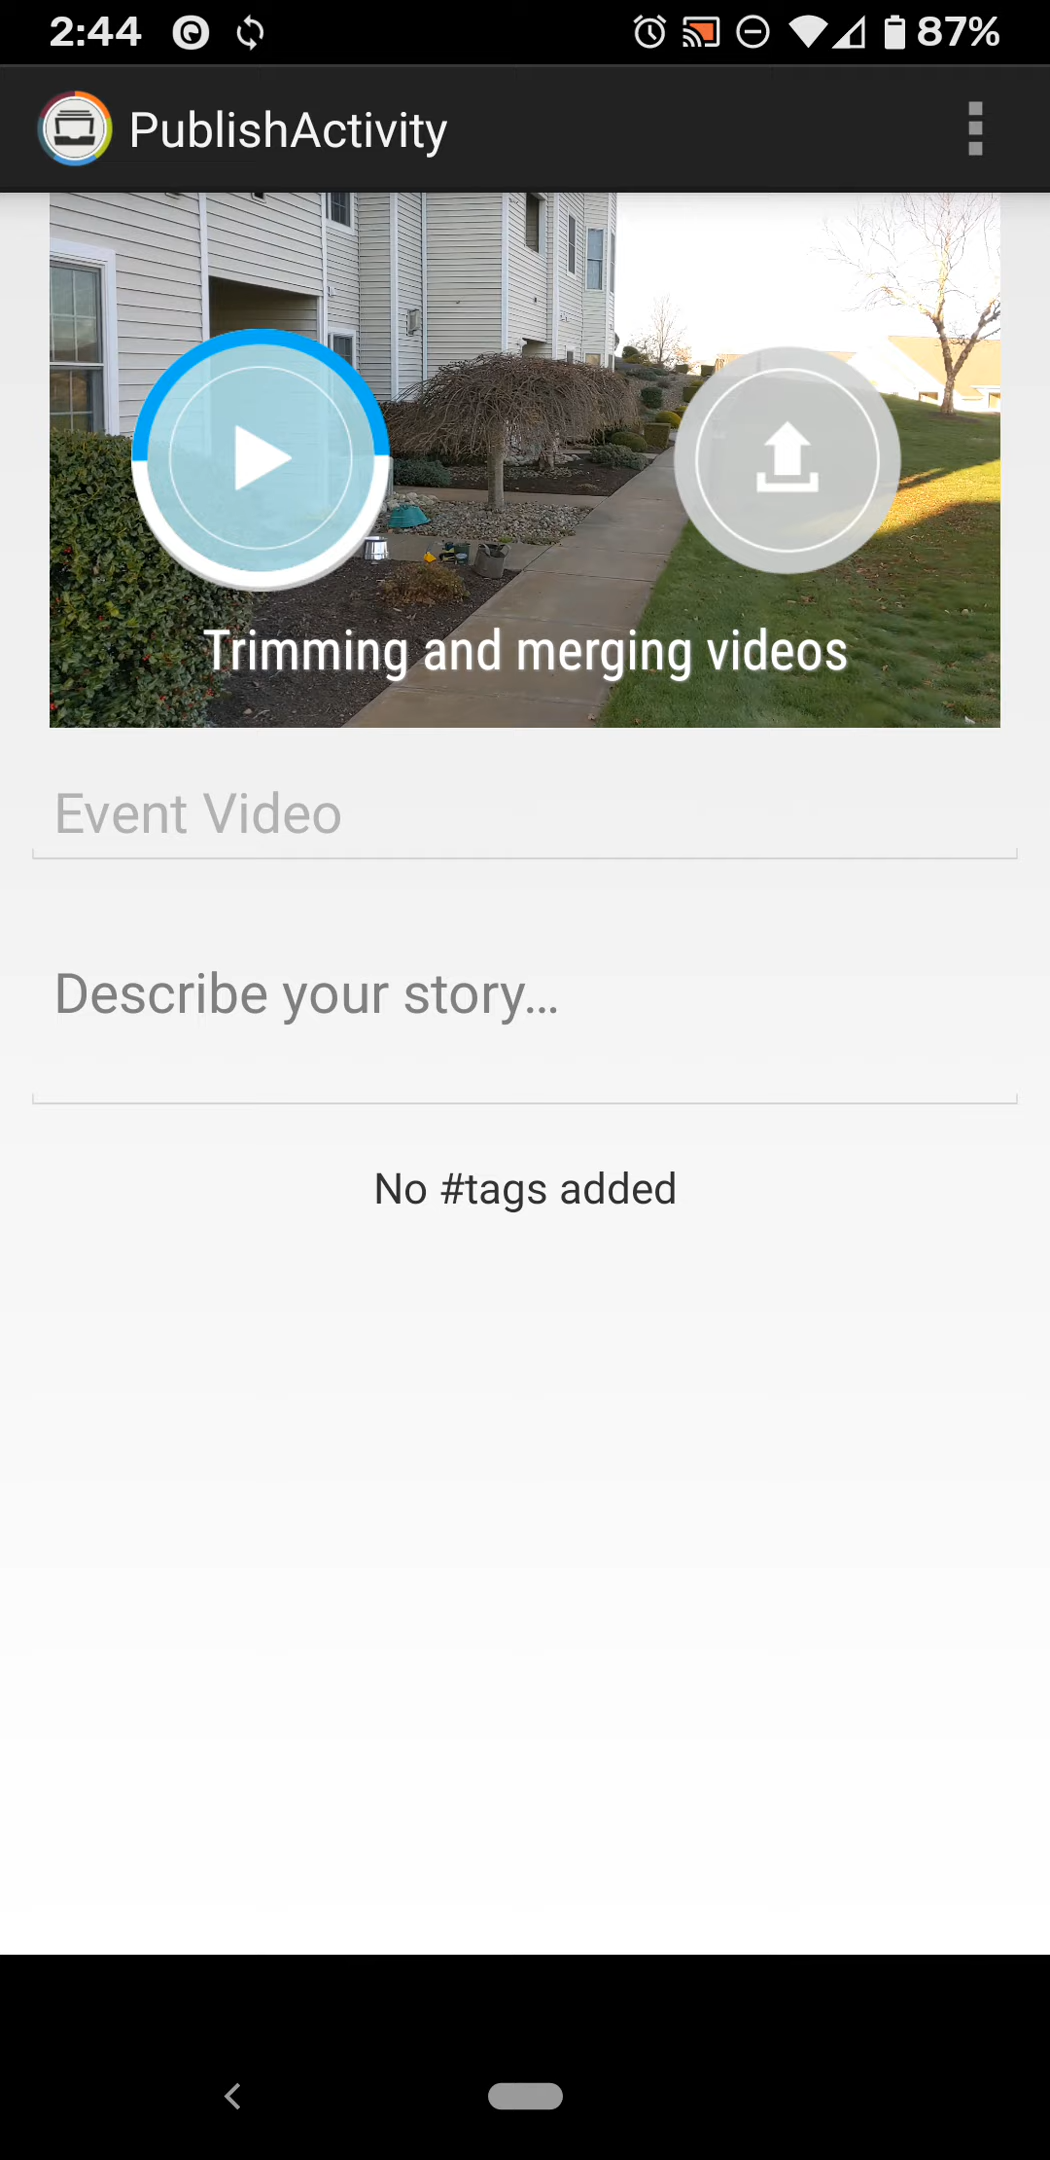 2:44
87%
PublishActivity
Trimming and merging videos
Event Video
Describe your story...
No #tags added